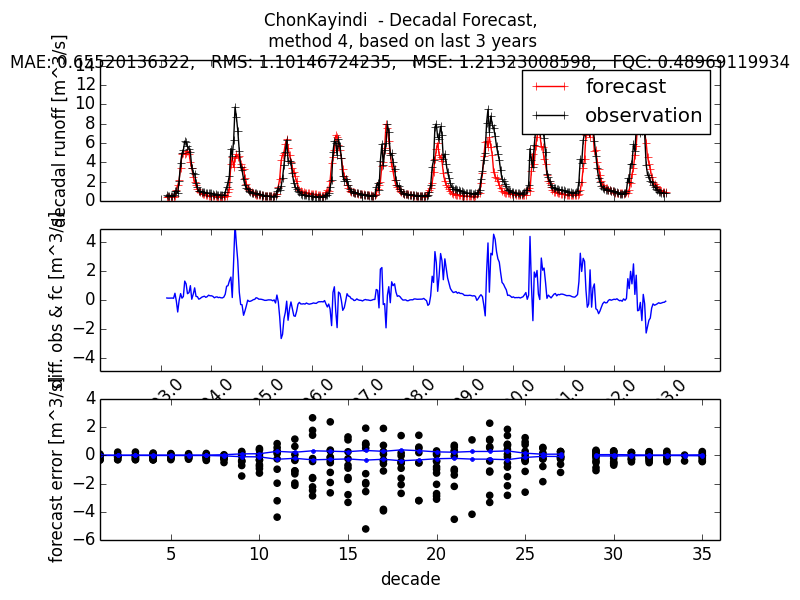 ChonKayindi - Decadal Forecast,
method 4, based on last 3 years
RMS: 1.10146724235, MSE: 1.21323008598, FQC: 0.48969119934
14
12
10
8
6
4
2
0
decadal runoff [m^3/s]
forecast
observation
4
2
0
−2
−4
diff. obs & fc [m^3/s]
4
2
0
−2
−4
−6
forecast error [m^3/s]
5 10 15 20 25 30 35
decade